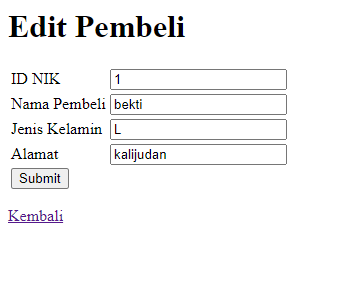 Edit Pembeli
ID NIK 1
Nama Pembeli bekti
Jenis Kelamin L
Alamat kalijudan
Submit
Kembali